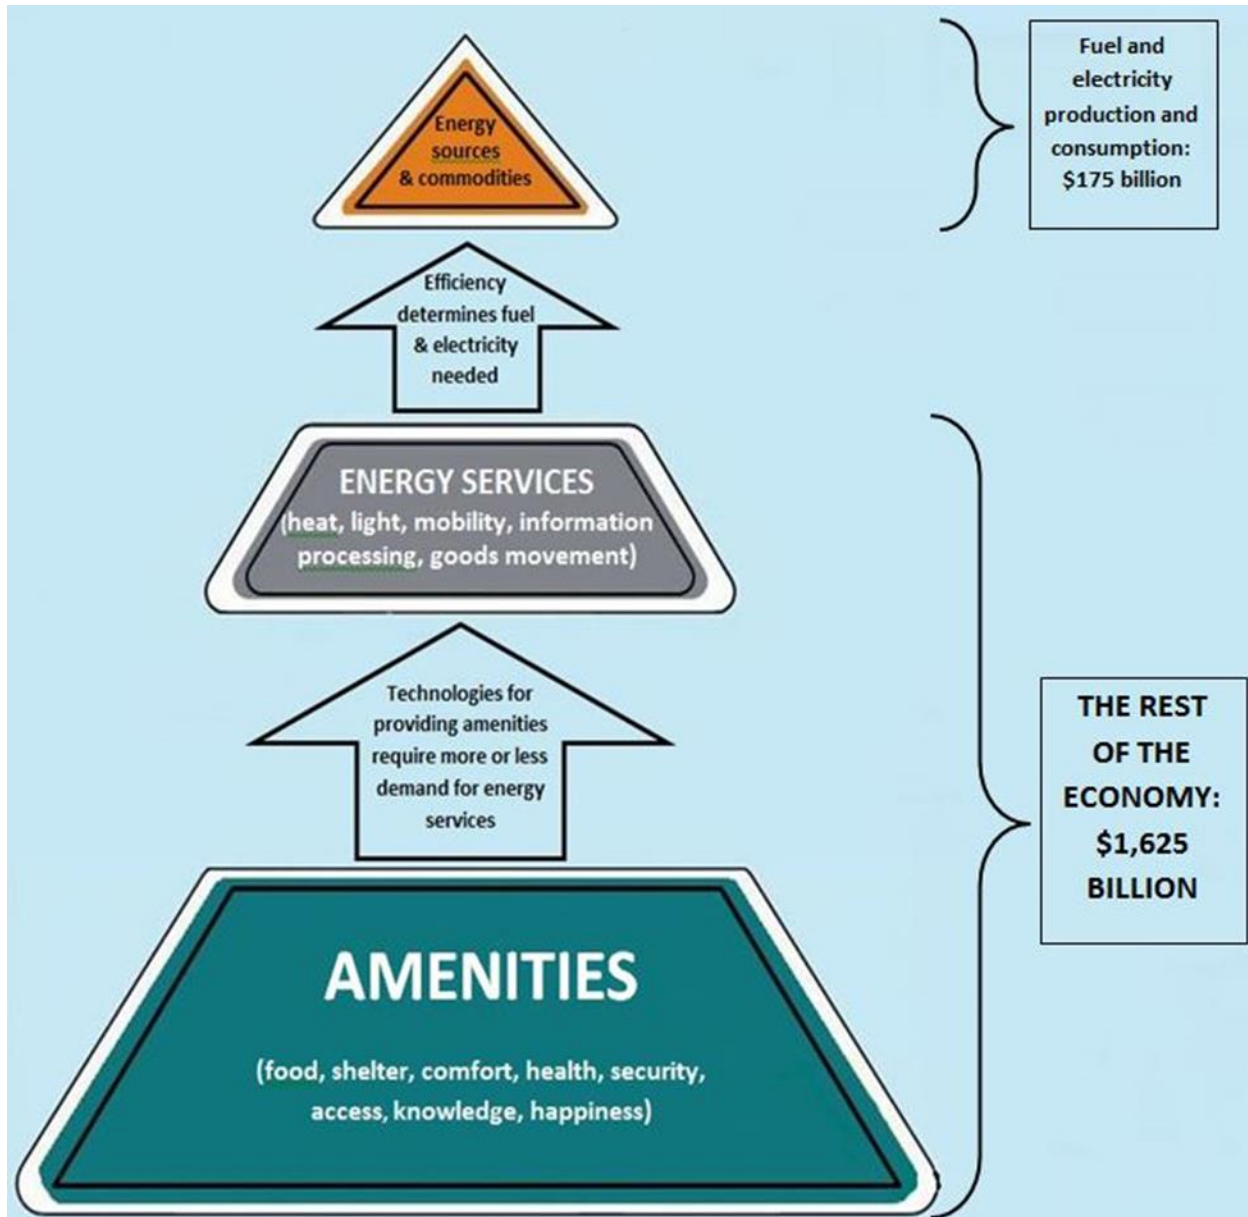 Energy
sources
& commodities
Fuel and
electricity
production and
consumption:
$175 billion
Efficiency
determines fuel
& electricity
needed
ENERGY SERVICES
(heat, light, mobility, information
processing, goods movement)
Technologies for
providing amenities
require more or less
demand for energy
services
THE REST
OF THE
ECONOMY:
$1,625
BILLION
AMENITIES
(food, shelter, comfort, health, security,
access, knowledge, happiness)